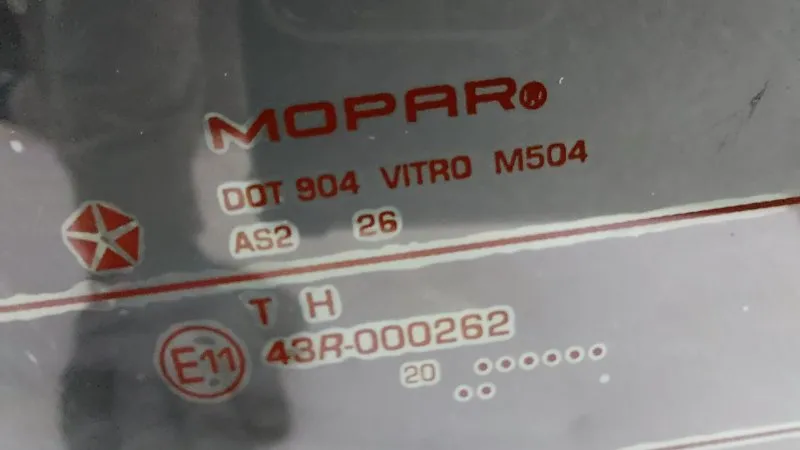 MOPAR
DOT 904 VITRO M504
AS2 26
T H
E11 43R-000262
20